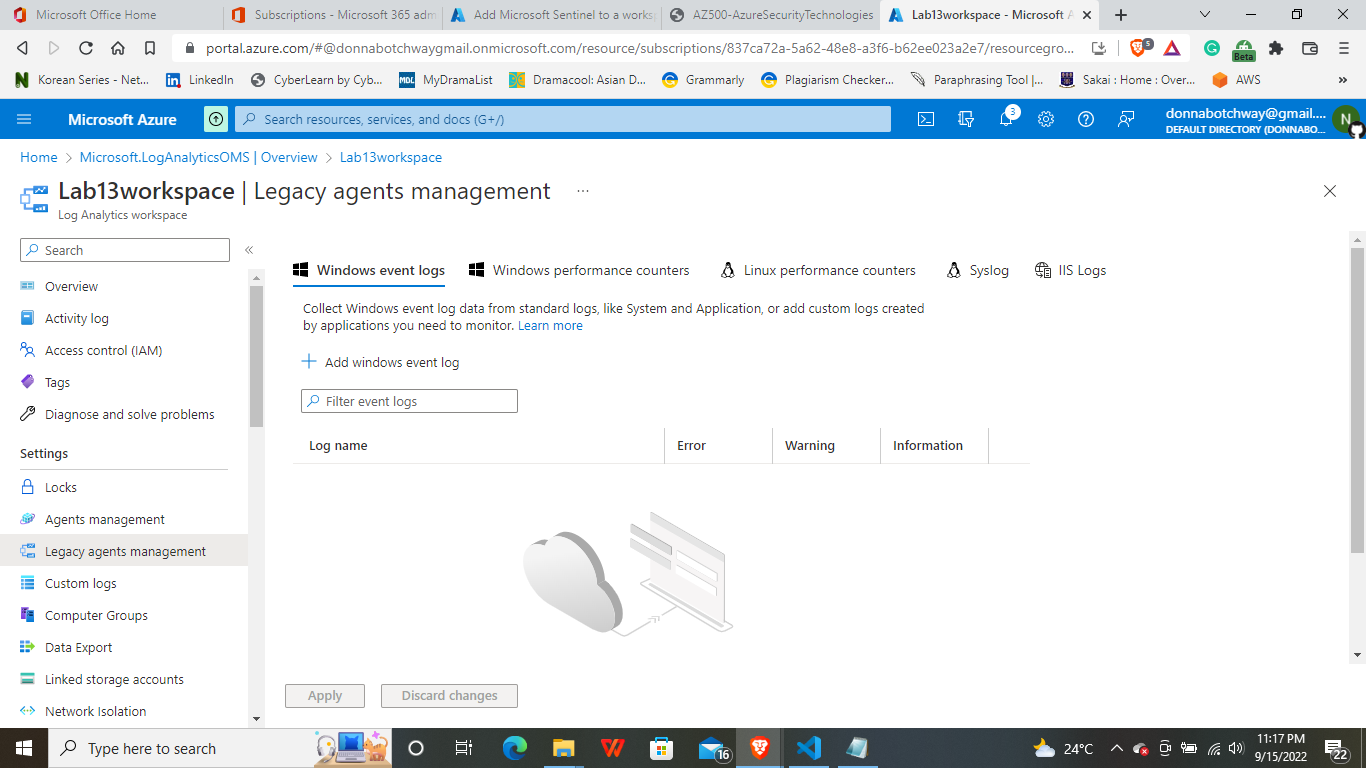 Microsoft Office Home
Subscriptions - Microsoft 365 adm
Add Microsoft Sentinel to a worksp
AZ500-AzureSecurityTechnologies
Lab13workspace - Microsoft A
portal.azure.com/#@donnabotchwaygmail.onmicrosoft.com/resource/subscriptions/837ca72a-5a62-48e8-a3f6-b62ee023a2e7/resourcegro...
5
Beta
Korean Series - Net...
LinkedIn
CyberLearn by Cyb...
MDL
MyDramaList
Dramacool: Asian D...
Grammarly
Plagiarism Checker...
Paraphrasing Tool |...
Sakai : Home : Over...
AWS
»
Microsoft Azure
Search resources, services, and docs (G+/)
3
donnabotchway@gmail....
DEFAULT DIRECTORY (DONNABO...
N
Home > Microsoft.LogAnalyticsOMS | Overview > Lab13workspace
Lab13workspace | Legacy agents management ...
Log Analytics workspace
Search
«
Overview
Activity log
Access control (IAM)
Tags
Diagnose and solve problems
Settings
Locks
Agents management
Legacy agents management
Custom logs
Computer Groups
Data Export
Linked storage accounts
Network Isolation
Windows event logs
Windows performance counters
Linux performance counters
Syslog
IIS Logs
Collect Windows event log data from standard logs, like System and Application, or add custom logs created
by applications you need to monitor. Learn more
Add windows event log
Filter event logs
Log name Error Warning Information
Apply Discard changes
Type here to search
16
24°C
11:17 PM
9/15/2022
22